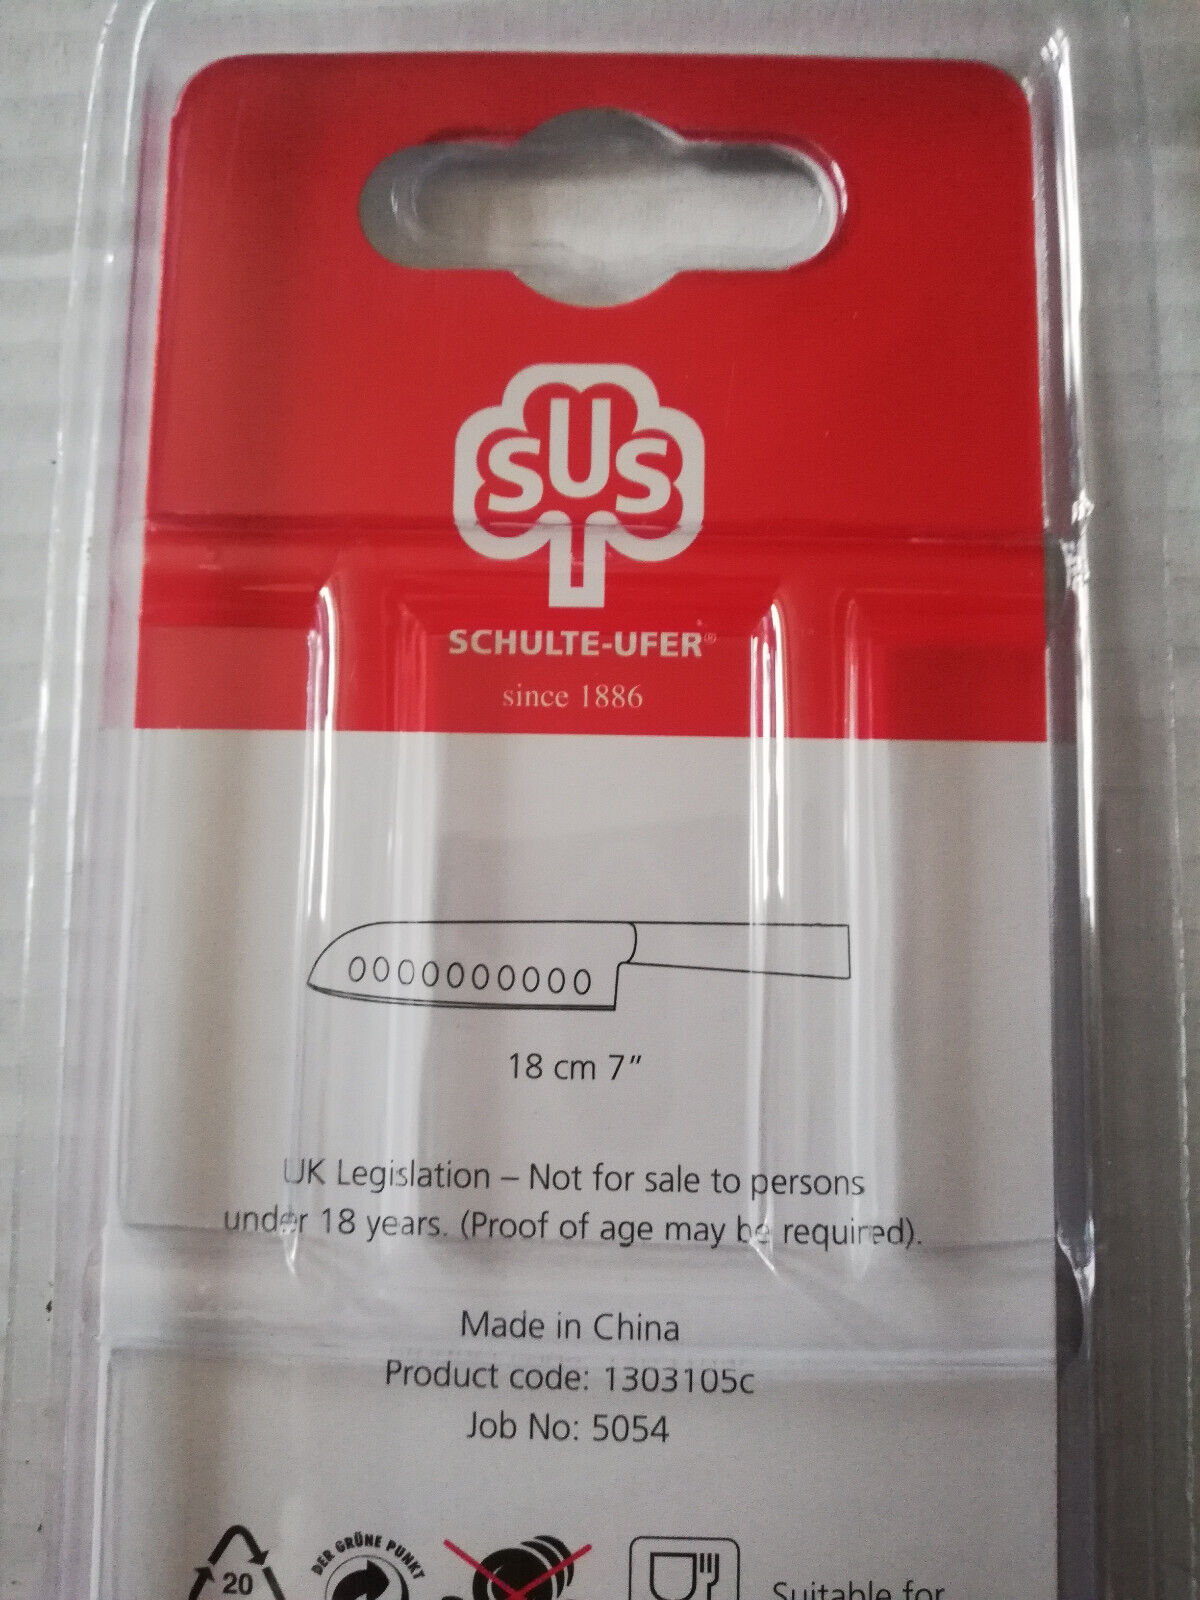 SUS
SCHULTE-UFER®
since 1886
18 cm 7”
UK Legislation – Not for sale to persons
under 18 years. (Proof of age may be required).
Made in China
Product code: 1303105c
Job No: 5054
DER GRÜNE PUNKT
20
Suitable for